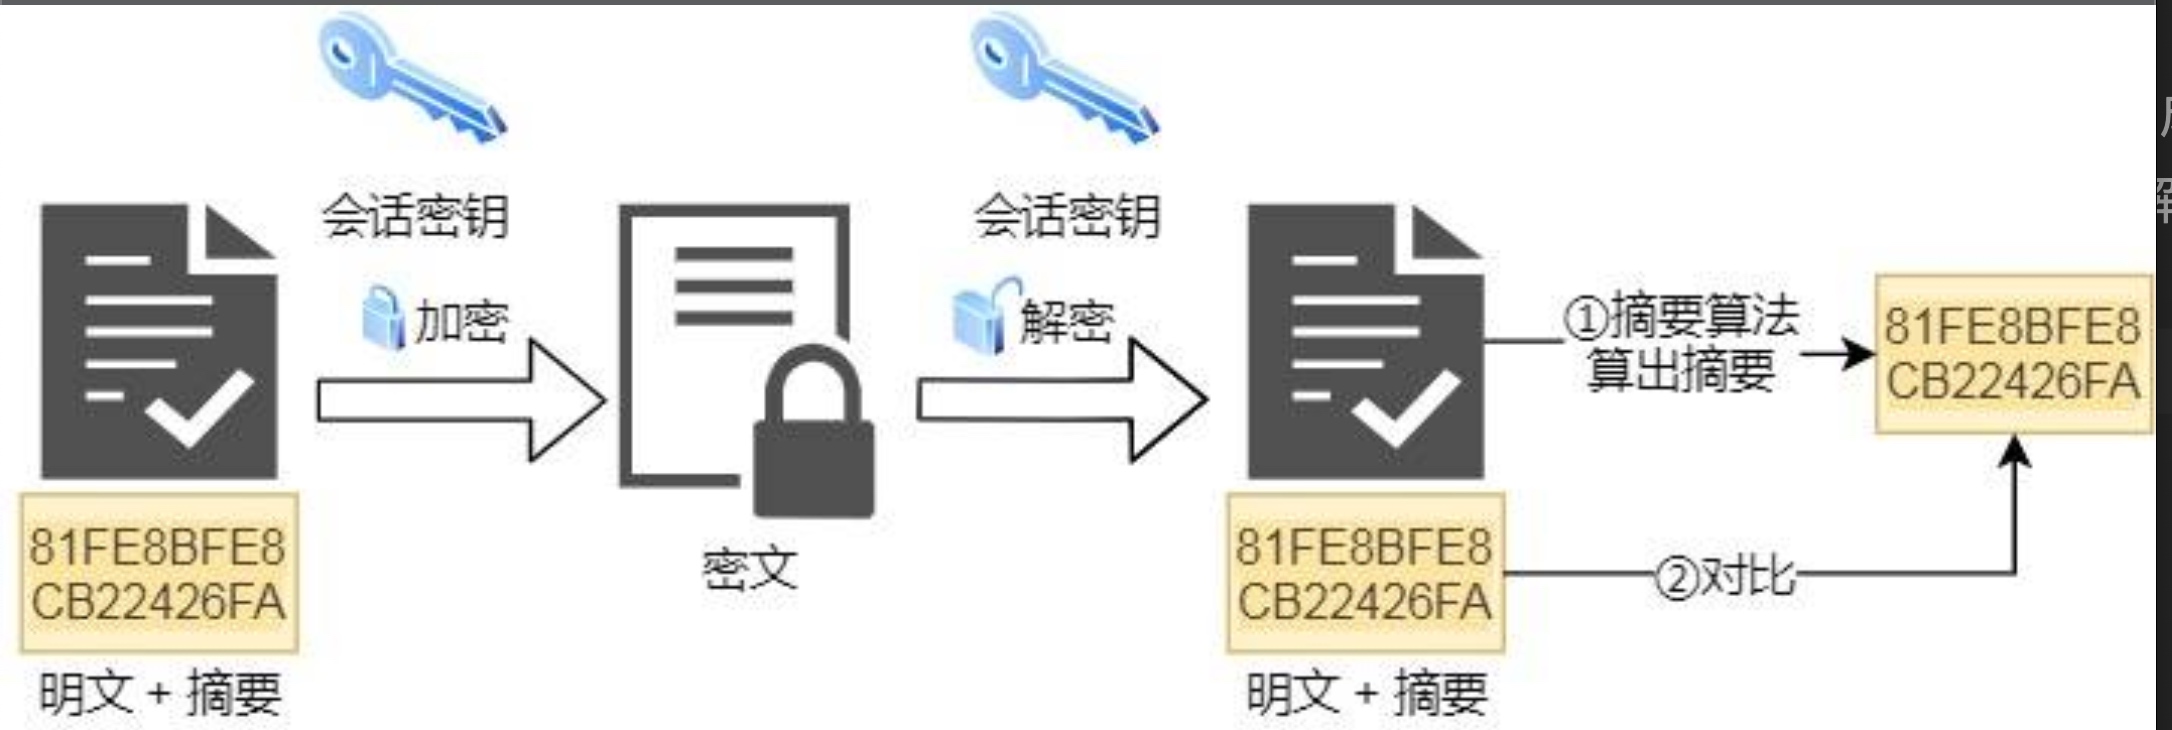 会话密钥
会话密钥
加密
解密
①摘要算法
算出摘要
81FE8BFE8
CB22426FA
81FE8BFE8
CB22426FA
明文 + 摘要
密文
81FE8BFE8
CB22426FA
明文 + 摘要
②对比